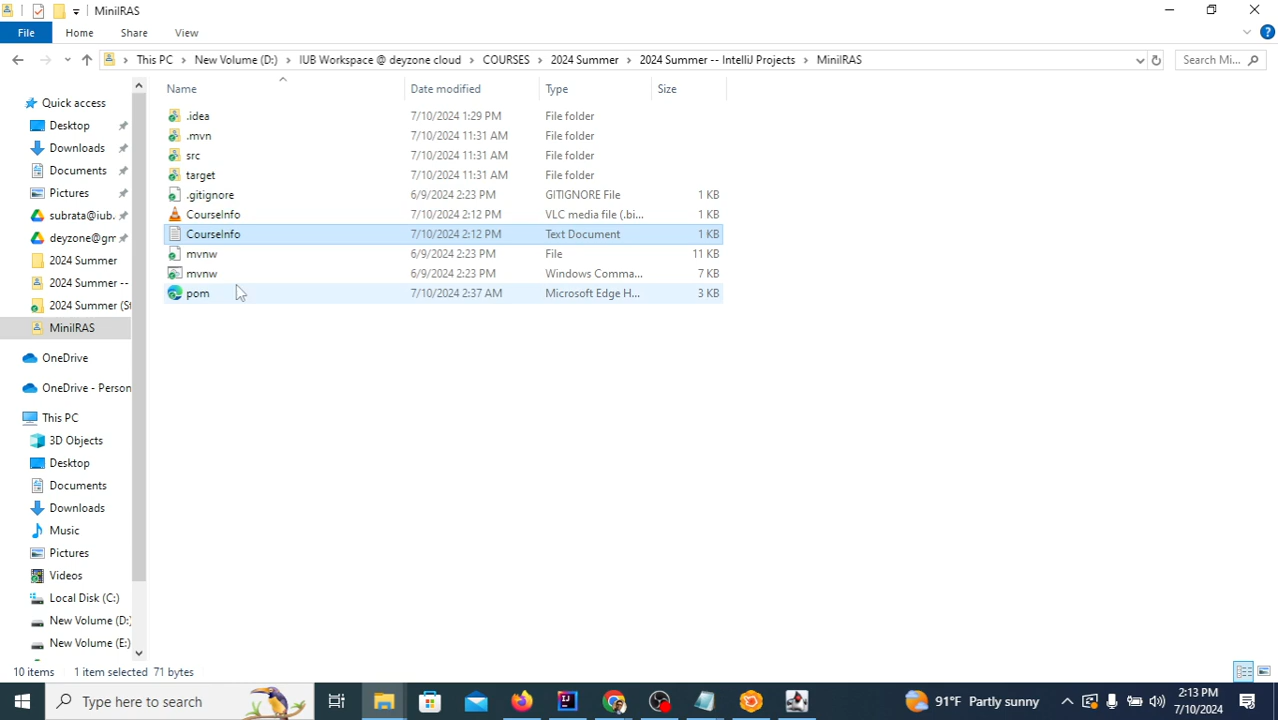 MiniIRAS
File Home Share View
This PC New Volume (D:) IUB Workspace @ deyzone cloud COURSES 2024 Summer 2024 Summer -- IntelliJ Projects MiniIRAS Search Mi...
Name Date modified Type Size
Quick access
Desktop
Downloads
Documents
Pictures
subrata@iub.
deyzone@gm
2024 Summer
2024 Summer --
2024 Summer (St
MiniIRAS
OneDrive
OneDrive - Person
This PC
3D Objects
Desktop
Documents
Downloads
Music
Pictures
Videos
Local Disk (C:)
New Volume (D:)
New Volume (E:)
.idea 7/10/2024 1:29 PM File folder
.mvn 7/10/2024 11:31 AM File folder
src 7/10/2024 11:31 AM File folder
target 7/10/2024 11:31 AM File folder
.gitignore 6/9/2024 2:23 PM GITIGNORE File 1 KB
CourseInfo 7/10/2024 2:12 PM VLC media file (.bi... 1 KB
CourseInfo 7/10/2024 2:12 PM Text Document 1 KB
mvnw 6/9/2024 2:23 PM File 11 KB
mvnw 6/9/2024 2:23 PM Windows Comma... 7 KB
pom 7/10/2024 2:37 AM Microsoft Edge H... 3 KB
10 items 1 item selected 71 bytes
Type here to search 91°F Partly sunny 2:13 PM
7/10/2024